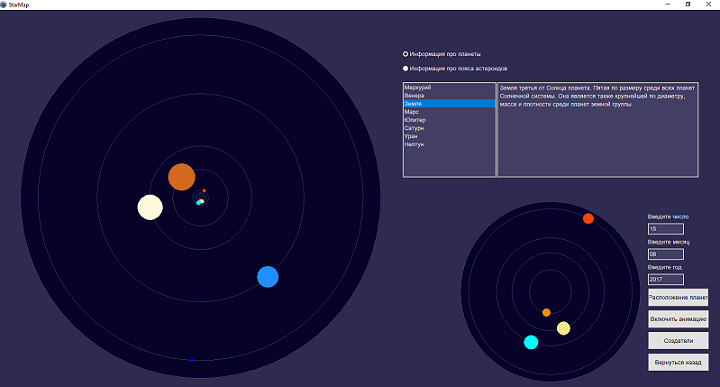 StarMap
Информация про планеты
Информация про пояса астероидов
Меркурий
Венера
Земля
Марс
Юпитер
Сатурн
Уран
Нептун
Земля третья от Солнца планета. Пятая по размеру среди всех планет
Солнечной системы. Она является также крупнейшей по диаметру,
массе и плотности среди планет земной группы.
Введите число
15
Введите месяц
08
Введите год
2017
Расположение планет
Включить анимацию
Создатели
Вернуться назад